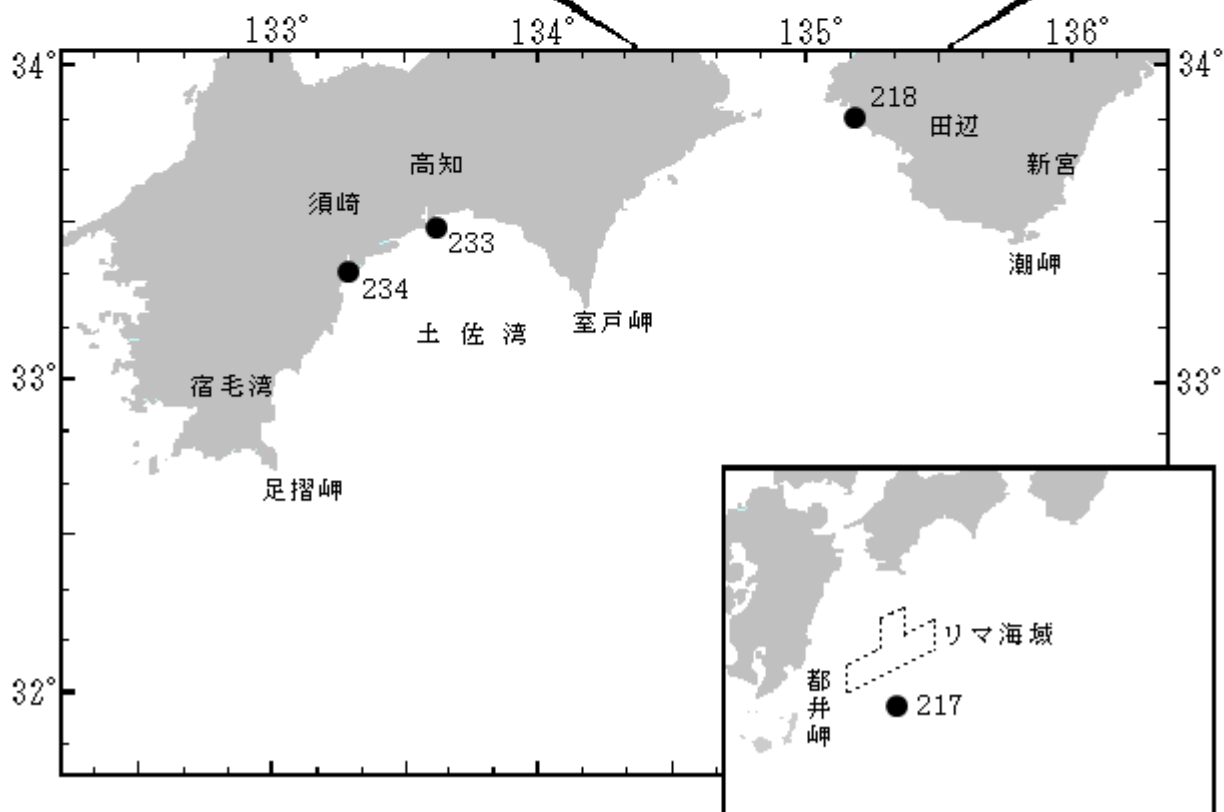 133°
134°
135°
136°
34°
34°
218
田辺
高知
新宮
須崎
233
潮岬
234
土佐湾
室戸岬
33°
33°
宿毛湾
足摺岬
リマ海域
都井岬
217
32°